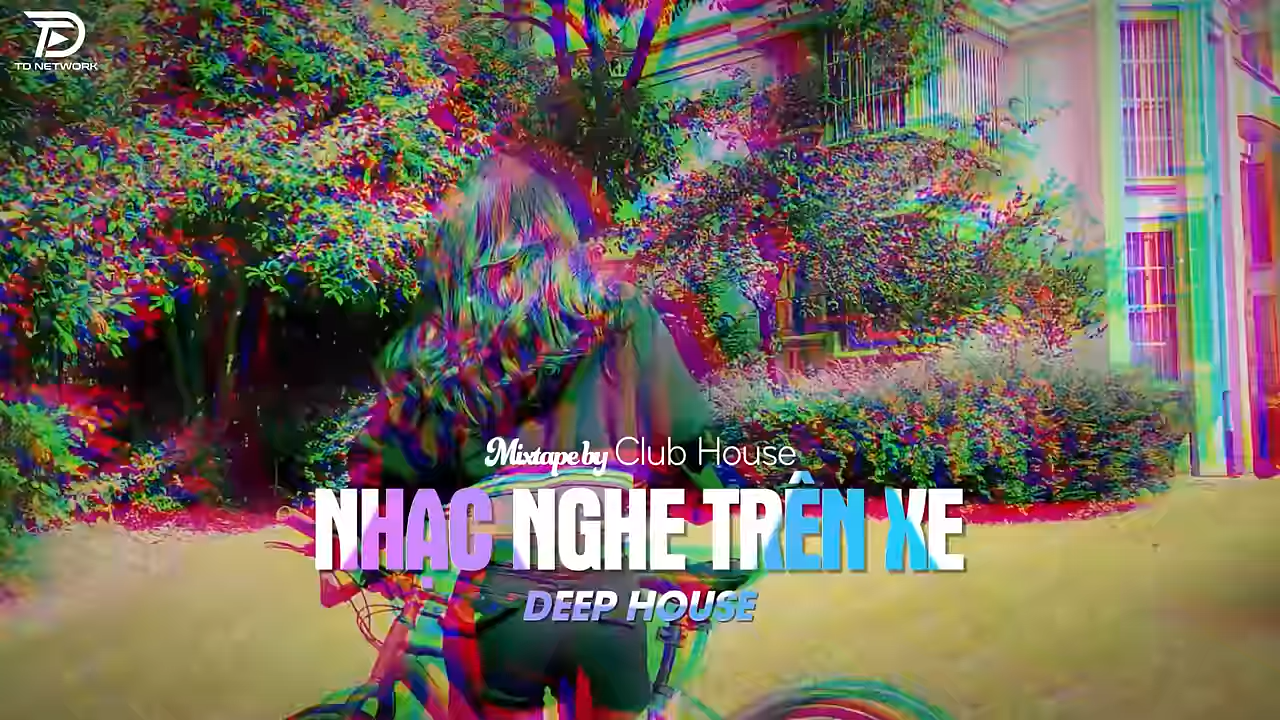 TD NETWORK
Mixtape by Club House
NHẠC NGHE TRÊN XE
DEEP HOUSE